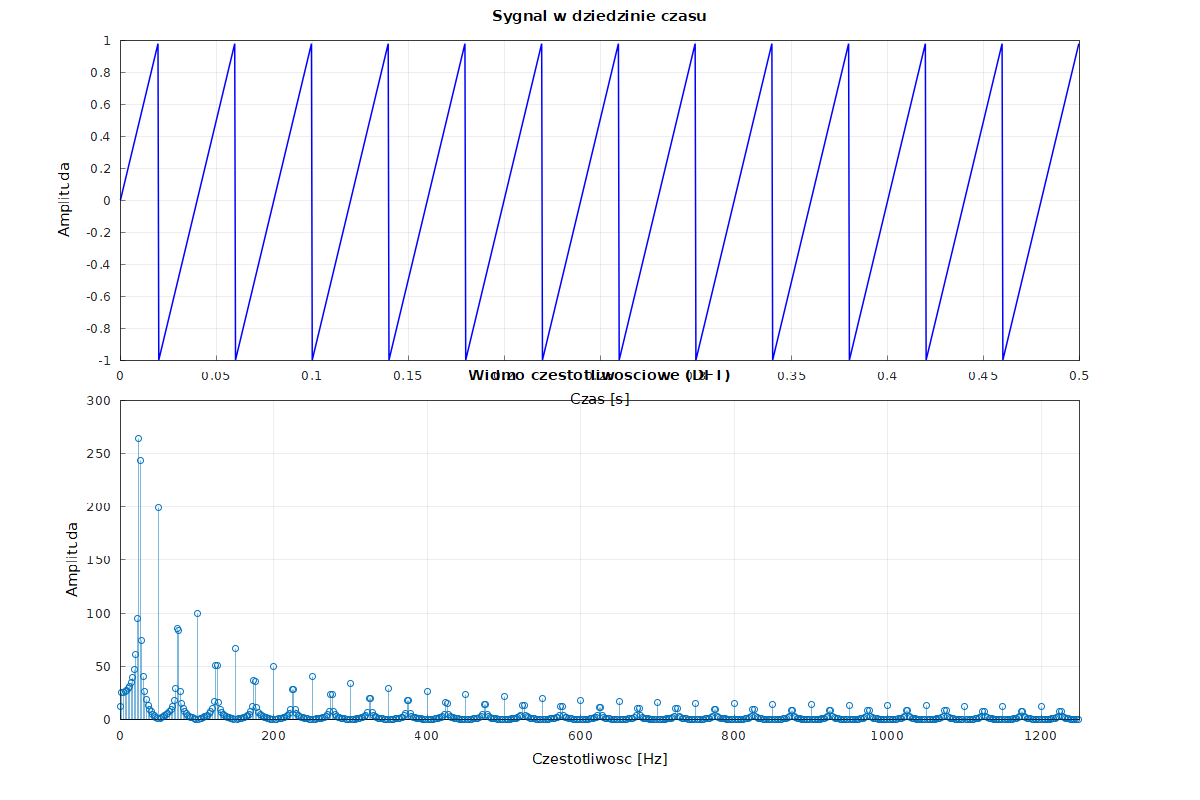 Sygnal w dziedzinie czasu
1
0.8
0.6
0.4
0.2
0
-0.2
-0.4
-0.6
-0.8
-1
Amplituda
0 0.05 0.1 0.15 0.2 0.25 0.3 0.35 0.4 0.45 0.5
Czas [s]
Widmo czestotliwosciowe (DFT)
300
250
200
150
100
50
0
Amplituda
0 200 400 600 800 1000 1200
Czestotliwosc [Hz]